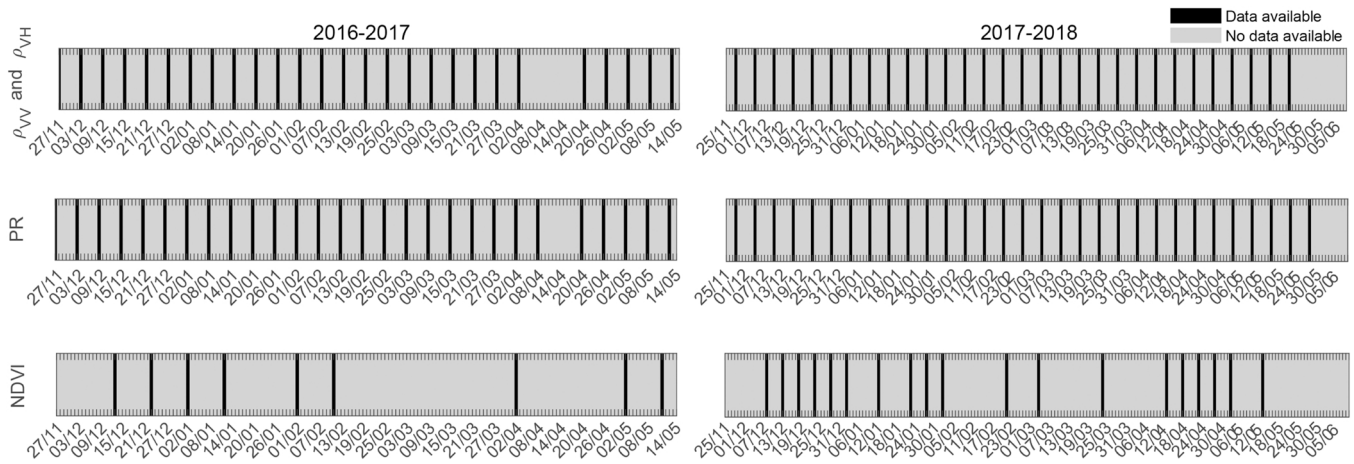 Data available
No data available
2016-2017
2017-2018
ρVV and ρVH
27/11 03/12 09/12 15/12 21/12 27/12 02/01 08/01 14/01 20/01 26/01 01/02 07/02 13/02 19/02 25/02 03/03 09/03 15/03 21/03 27/03 02/04 08/04 14/04 20/04 26/04 02/05 08/05 14/05
25/11 01/12 07/12 13/12 19/12 25/12 31/12 06/01 12/01 18/01 24/01 30/01 05/02 11/02 17/02 23/02 01/03 07/03 13/03 19/03 25/03 31/03 06/04 12/04 18/04 24/04 30/04 06/05 12/05 18/05 24/05 30/05 05/06
PR
27/11 03/12 09/12 15/12 21/12 27/12 02/01 08/01 14/01 20/01 26/01 01/02 07/02 13/02 19/02 25/02 03/03 09/03 15/03 21/03 27/03 02/04 08/04 14/04 20/04 26/04 02/05 08/05 14/05
25/11 01/12 07/12 13/12 19/12 25/12 31/12 06/01 12/01 18/01 24/01 30/01 05/02 11/02 17/02 23/02 01/03 07/03 13/03 19/03 25/03 31/03 06/04 12/04 18/04 24/04 30/04 06/05 12/05 18/05 24/05 30/05 05/06
NDVI
27/11 03/12 09/12 15/12 21/12 27/12 02/01 08/01 14/01 20/01 26/01 01/02 07/02 13/02 19/02 25/02 03/03 09/03 15/03 21/03 27/03 02/04 08/04 14/04 20/04 26/04 02/05 08/05 14/05
25/11 01/12 07/12 13/12 19/12 25/12 31/12 06/01 12/01 18/01 24/01 30/01 05/02 11/02 17/02 23/02 01/03 07/03 13/03 19/03 25/03 31/03 06/04 12/04 18/04 24/04 30/04 06/05 12/05 18/05 24/05 30/05 05/06